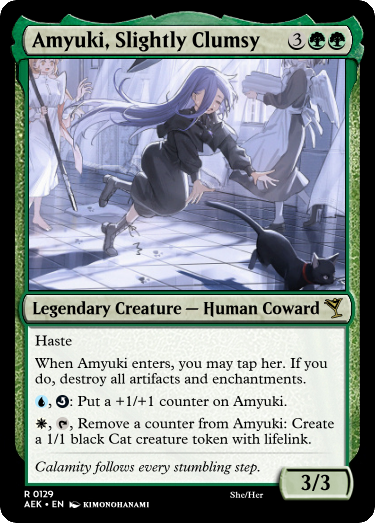 Amyuki, Slightly Clumsy 3
Legendary Creature — Human Coward
Haste
When Amyuki enters, you may tap her. If you
do, destroy all artifacts and enchantments.
, : Put a +1/+1 counter on Amyuki.
, , Remove a counter from Amyuki: Create
a 1/1 black Cat creature token with lifelink.
Calamity follows every stumbling step.
3/3
R 0129
She/Her
AEK • EN KIMONOHANAMI